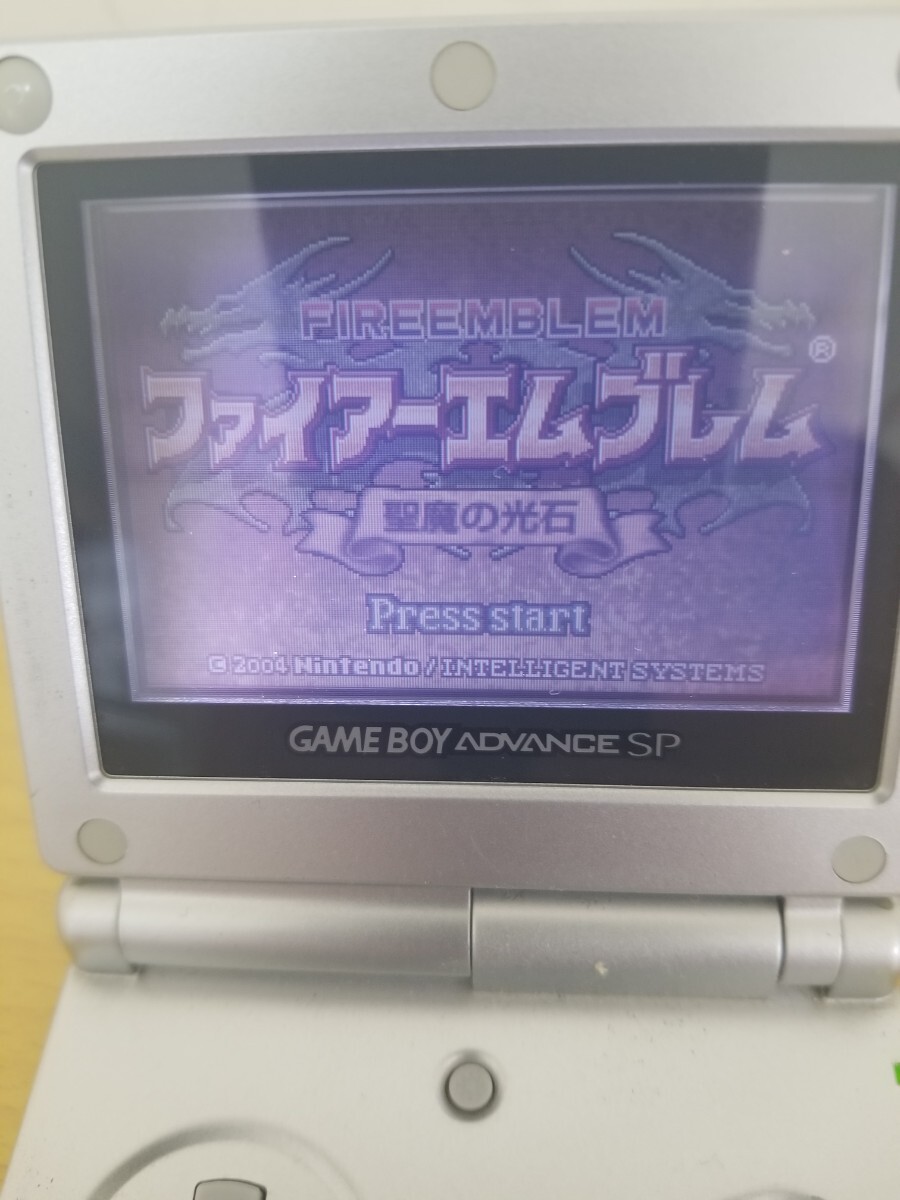 FIREEMBLEM
ファイアーエムブレム®
聖魔の光石
Press start
© 2004 Nintendo / INTELLIGENT SYSTEMS
GAME BOY ADVANCE SP